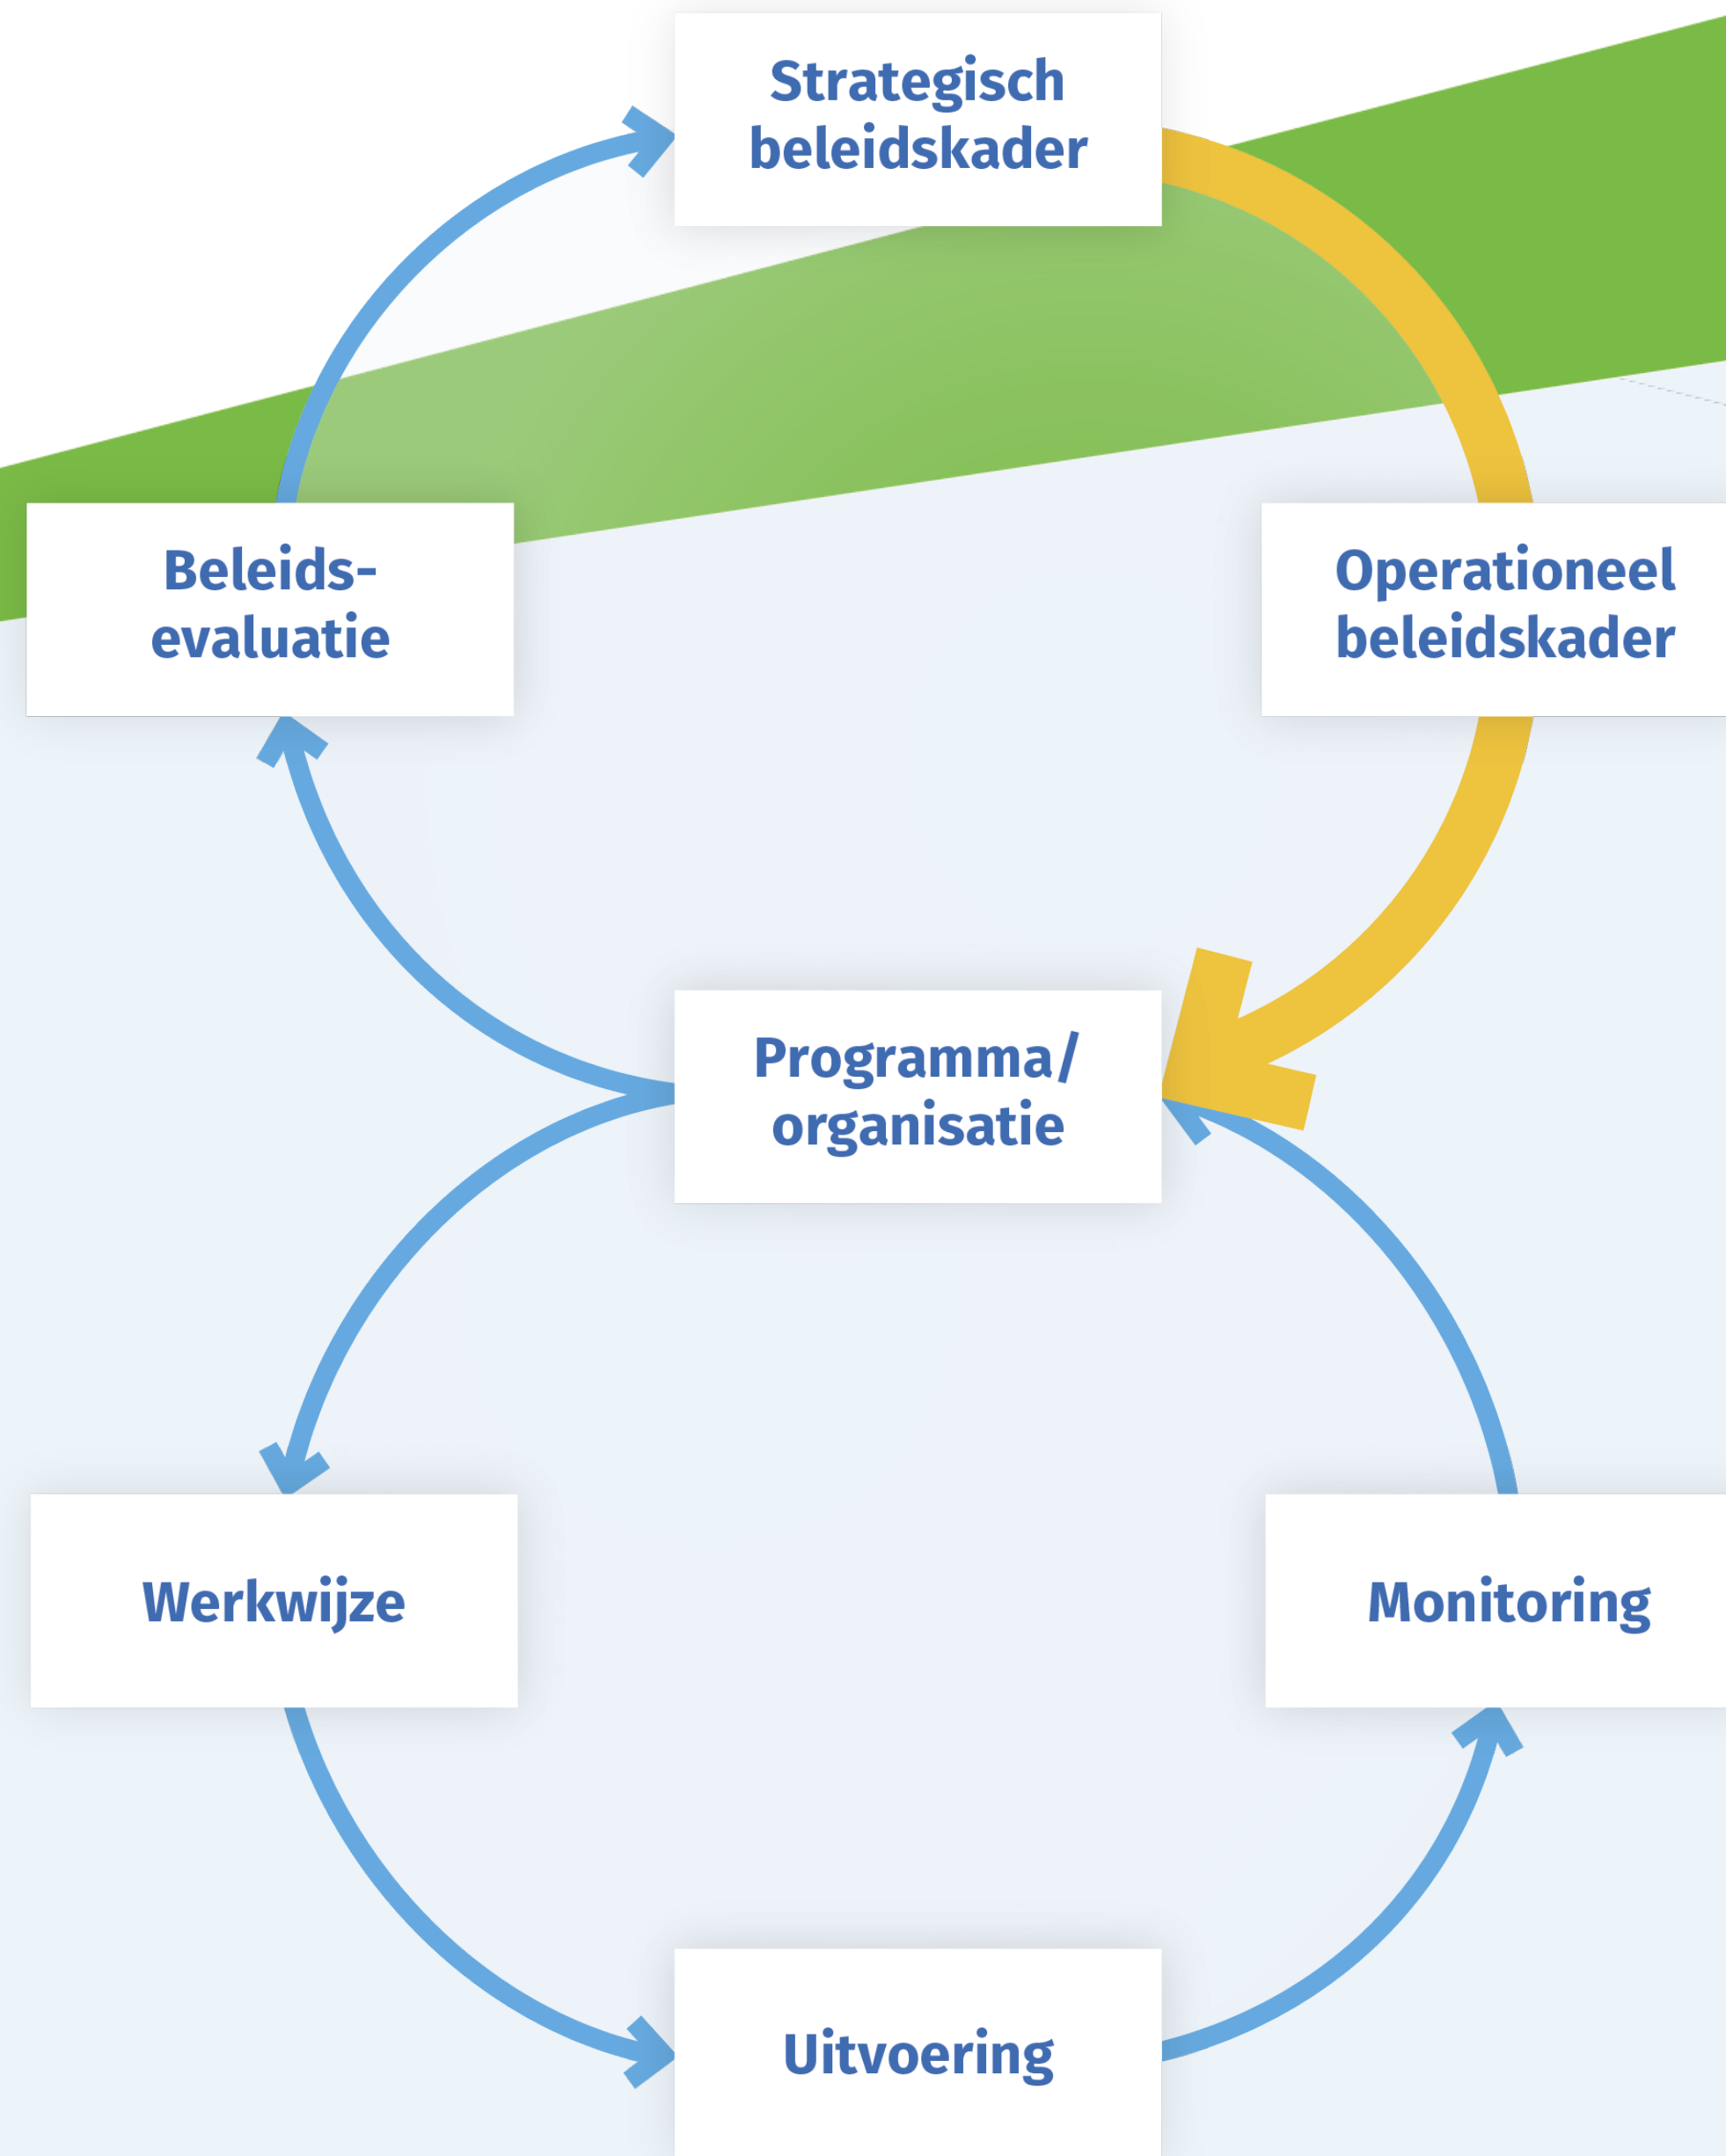 Strategisch
beleidskader
Beleids-
evaluatie
Operationeel
beleidskader
Programma/
organisatie
Werkwijze
Monitoring
Uitvoering